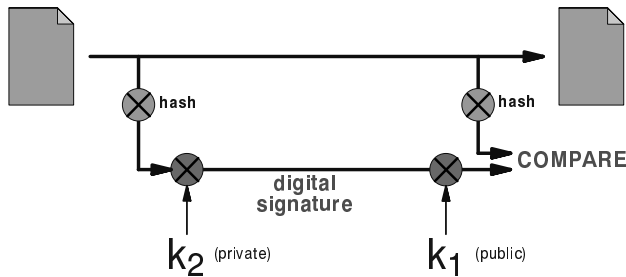 hash
hash
COMPARE
digital
signature
k2 (private)
k1 (public)